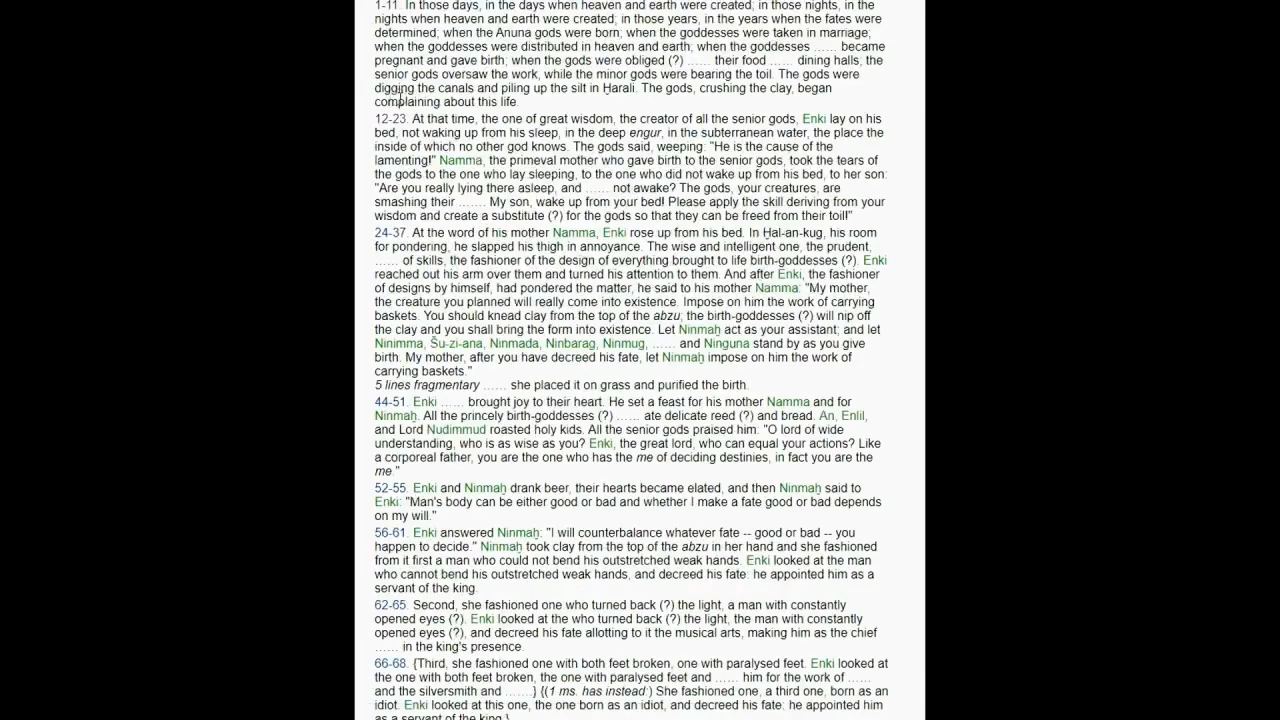 1-11. In those days, in the days when heaven and earth were created; in those nights, in the
nights when heaven and earth were created; in those years, in the years when the fates were
determined; when the Anuna gods were born; when the goddesses were taken in marriage;
when the goddesses were distributed in heaven and earth; when the goddesses …… became
pregnant and gave birth; when the gods were obliged (?) …… their food …… dining halls; the
senior gods oversaw the work, while the minor gods were bearing the toil. The gods were
digging the canals and piling up the silt in Ḫarali. The gods, crushing the clay, began
complaining about this life.
12-23. At that time, the one of great wisdom, the creator of all the senior gods, Enki lay on his
bed, not waking up from his sleep, in the deep engur, in the subterranean water, the place the
inside of which no other god knows. The gods said, weeping: "He is the cause of the
lamenting!" Namma, the primeval mother who gave birth to the senior gods, took the tears of
the gods to the one who lay sleeping, to the one who did not wake up from his bed, to her son:
"Are you really lying there asleep, and …… not awake? The gods, your creatures, are
smashing their ……. My son, wake up from your bed! Please apply the skill deriving from your
wisdom and create a substitute (?) for the gods so that they can be freed from their toil!"
24-37. At the word of his mother Namma, Enki rose up from his bed. In Ḫal-an-kug, his room
for pondering, he slapped his thigh in annoyance. The wise and intelligent one, the prudent,
…… of skills, the fashioner of the design of everything brought to life birth-goddesses (?). Enki
reached out his arm over them and turned his attention to them. And after Enki, the fashioner
of designs by himself, had pondered the matter, he said to his mother Namma: "My mother,
the creature you planned will really come into existence. Impose on him the work of carrying
baskets. You should knead clay from the top of the abzu; the birth-goddesses (?) will nip off
the clay and you shall bring the form into existence. Let Ninmaḫ act as your assistant; and let
Ninimma, Šu-zi-ana, Ninmada, Ninbarag, Ninmug, …… and Ninguna stand by as you give
birth. My mother, after you have decreed his fate, let Ninmaḫ impose on him the work of
carrying baskets."
5 lines fragmentary …… she placed it on grass and purified the birth.
44-51. Enki …… brought joy to their heart. He set a feast for his mother Namma and for
Ninmaḫ. All the princely birth-goddesses (?) …… ate delicate reed (?) and bread. An, Enlil,
and Lord Nudimmud roasted holy kids. All the senior gods praised him: "O lord of wide
understanding, who is as wise as you? Enki, the great lord, who can equal your actions? Like
a corporeal father, you are the one who has the me of deciding destinies, in fact you are the
me."
52-55. Enki and Ninmaḫ drank beer, their hearts became elated, and then Ninmaḫ said to
Enki: "Man's body can be either good or bad and whether I make a fate good or bad depends
on my will."
56-61. Enki answered Ninmaḫ: "I will counterbalance whatever fate -- good or bad -- you
happen to decide." Ninmaḫ took clay from the top of the abzu in her hand and she fashioned
from it first a man who could not bend his outstretched weak hands. Enki looked at the man
who cannot bend his outstretched weak hands, and decreed his fate: he appointed him as a
servant of the king.
62-65. Second, she fashioned one who turned back (?) the light, a man with constantly
opened eyes (?). Enki looked at the who turned back (?) the light, the man with constantly
opened eyes (?), and decreed his fate allotting to it the musical arts, making him as the chief
…… in the king's presence.
66-68. {Third, she fashioned one with both feet broken, one with paralysed feet. Enki looked at
the one with both feet broken, the one with paralysed feet and …… him for the work of ……
and the silversmith and …….} {(1 ms. has instead:) She fashioned one, a third one, born as an
idiot. Enki looked at this one, the one born as an idiot, and decreed his fate: he appointed him
as a servant of the king.}